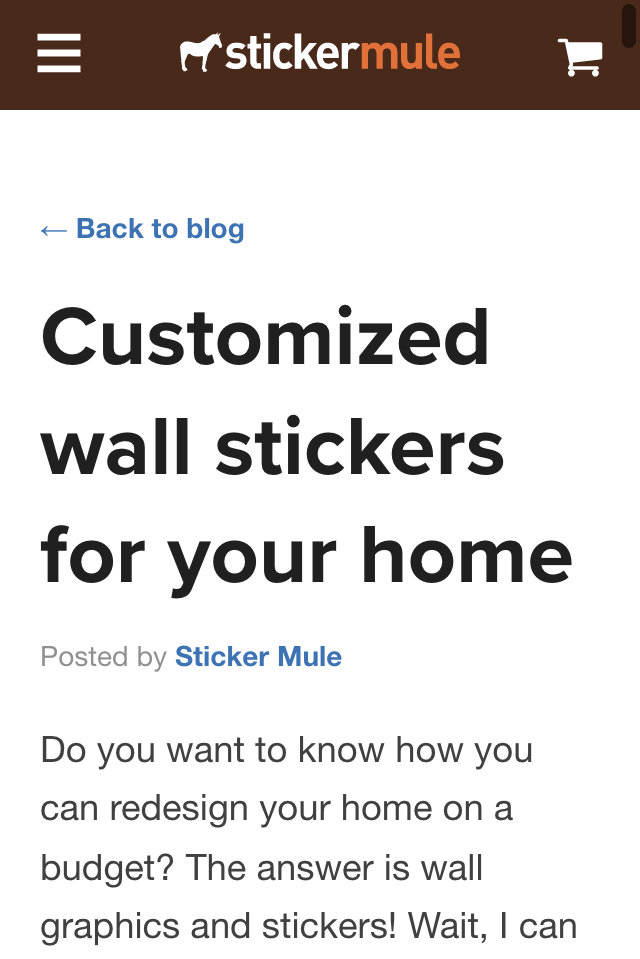 stickermule
← Back to blog
Customized
wall stickers
for your home
Posted by Sticker Mule
Do you want to know how you
can redesign your home on a
budget? The answer is wall
graphics and stickers! Wait, I can